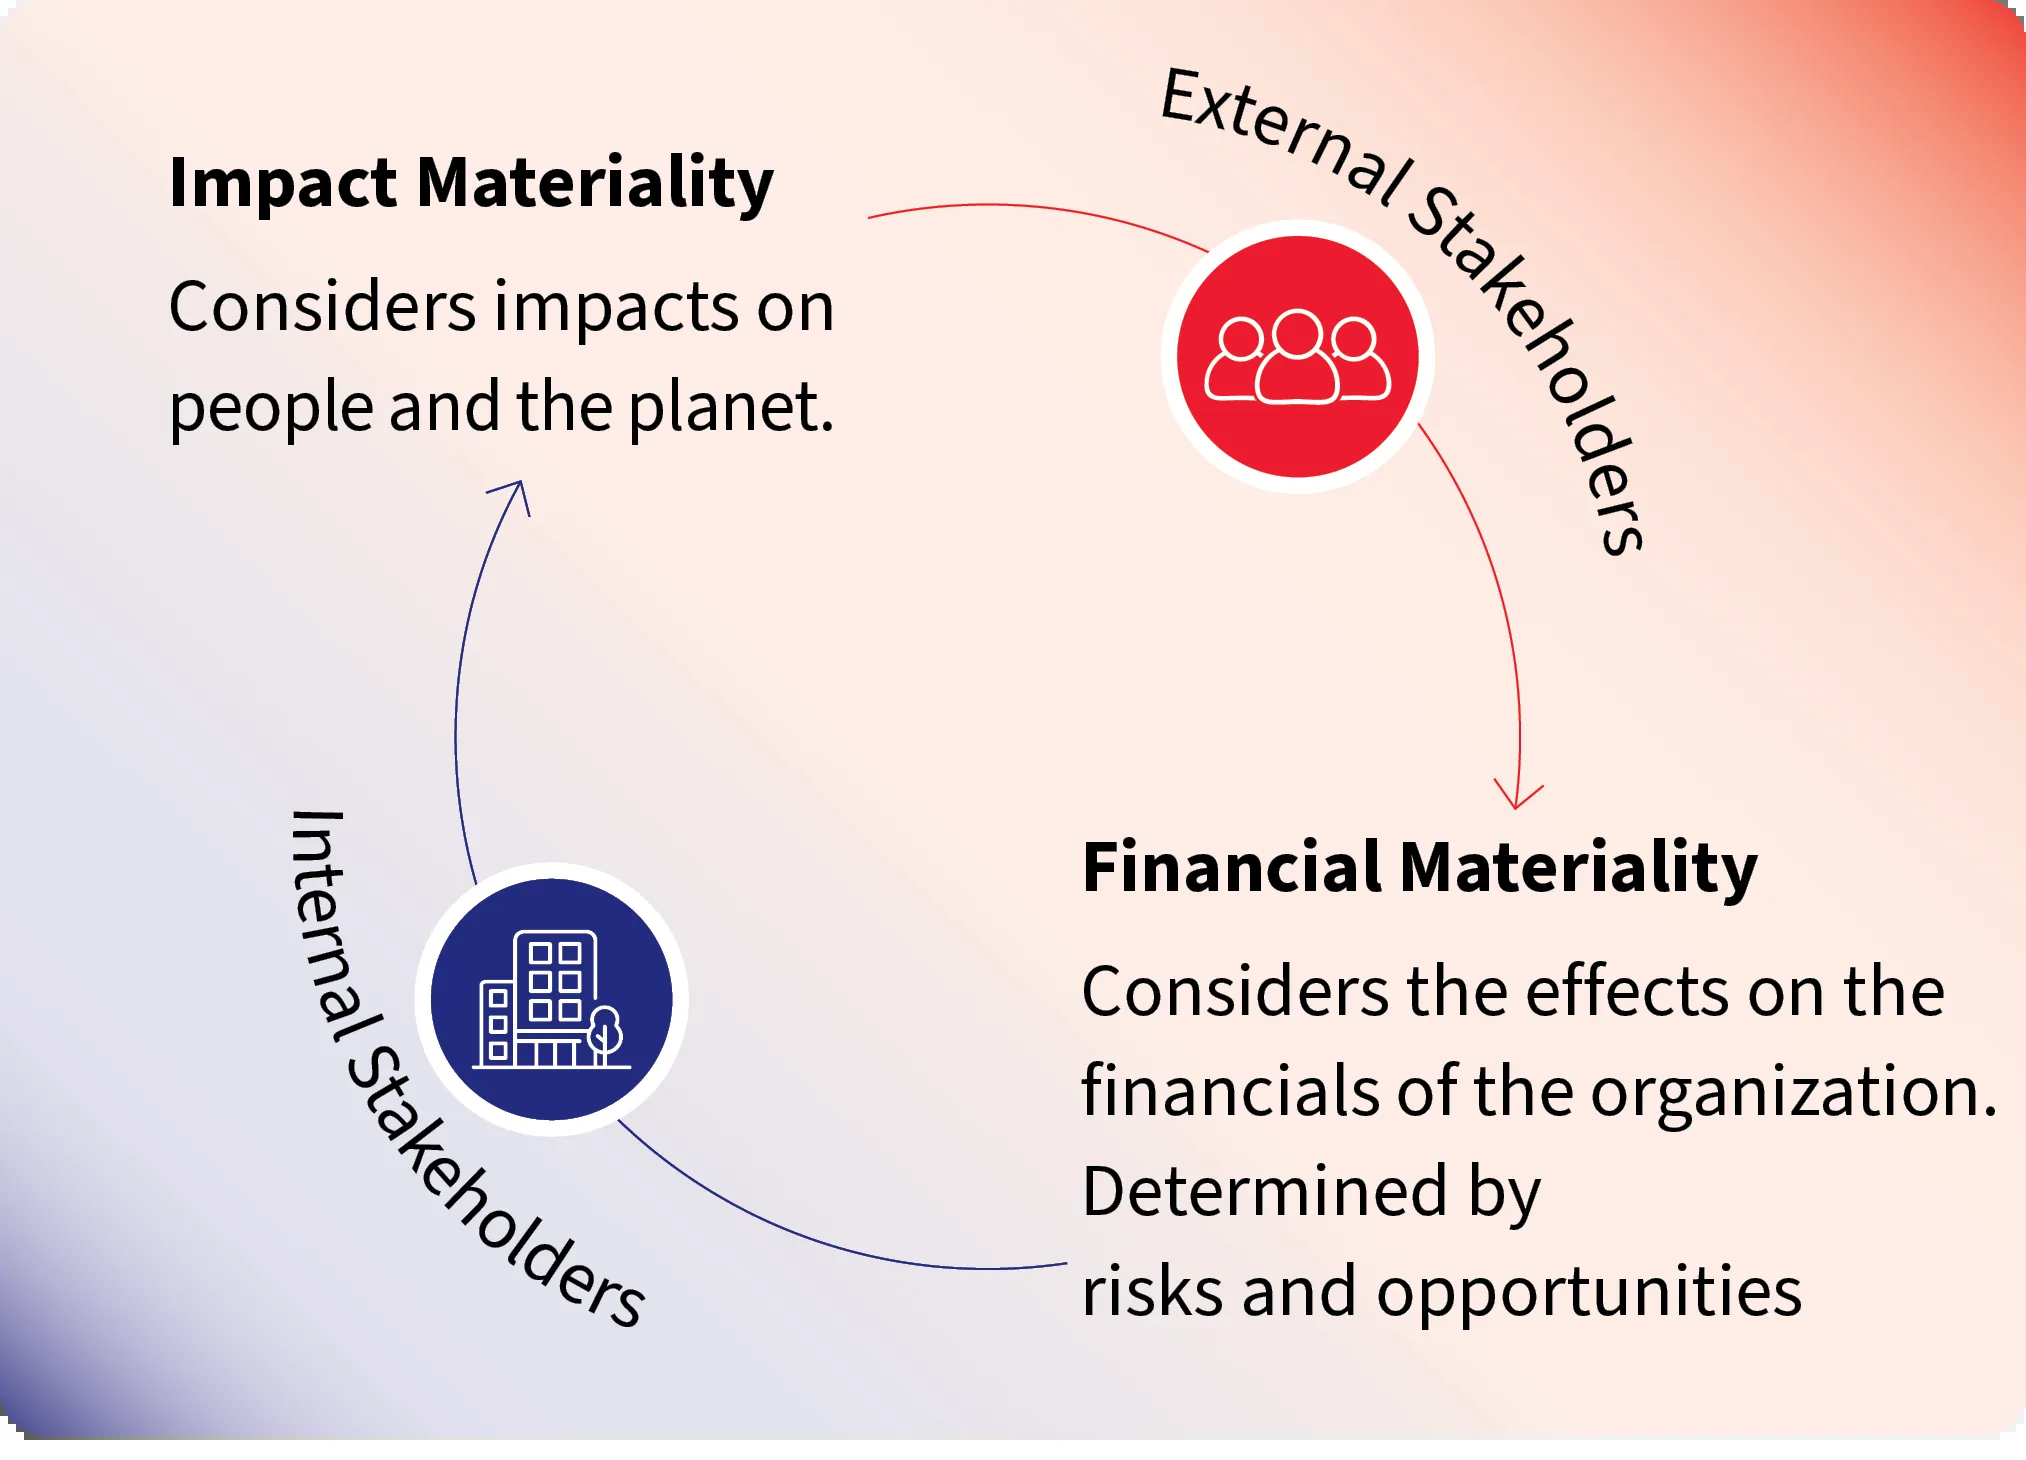 External Stakeholders
Impact Materiality
Considers impacts on
people and the planet.
Internal Stakeholders
Financial Materiality
Considers the effects on the
financials of the organization.
Determined by
risks and opportunities